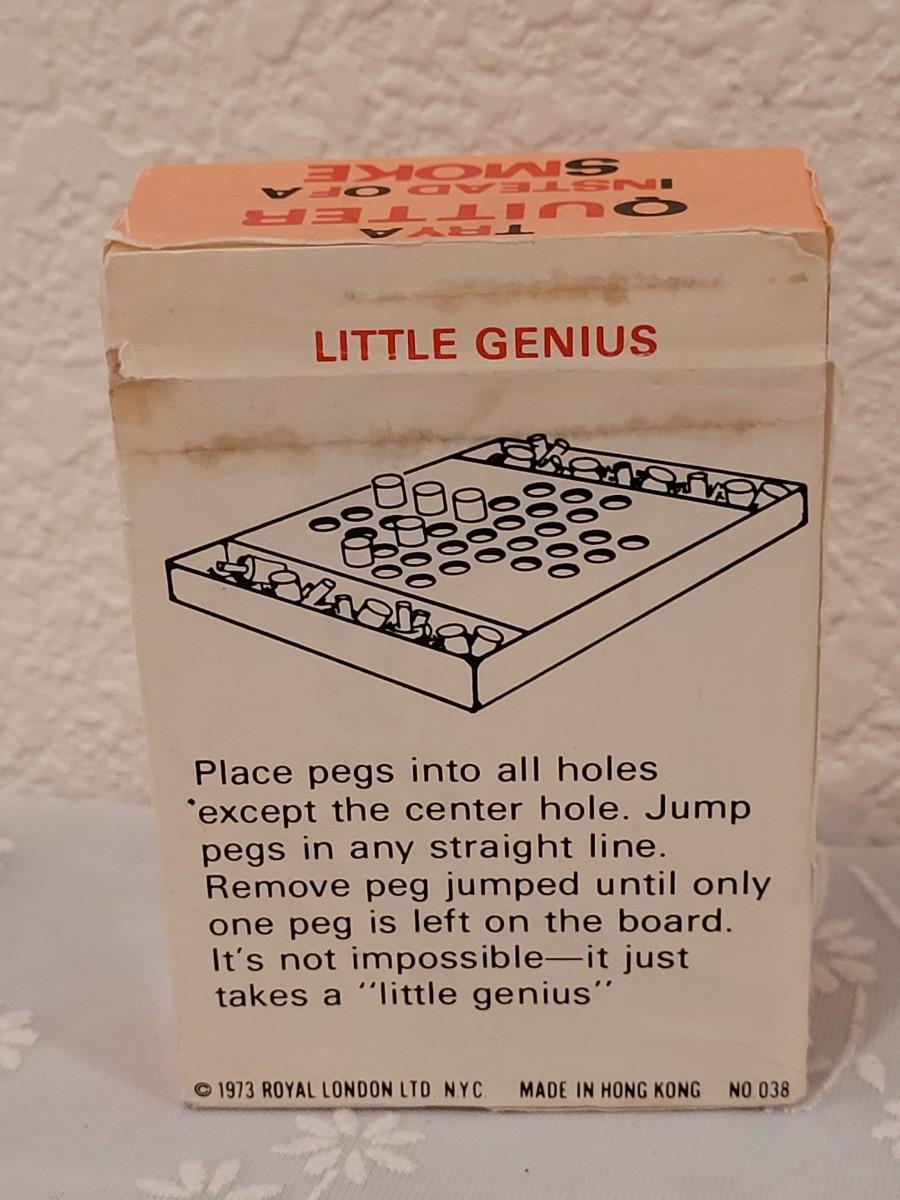 TRY A
QUITTER
INSTEAD OF A
SMOKE
LITTLE GENIUS
Place pegs into all holes
except the center hole. Jump
pegs in any straight line.
Remove peg jumped until only
one peg is left on the board.
It's not impossible—it just
takes a "little genius"
© 1973 ROYAL LONDON LTD. N.Y.C. MADE IN HONG KONG NO. 038